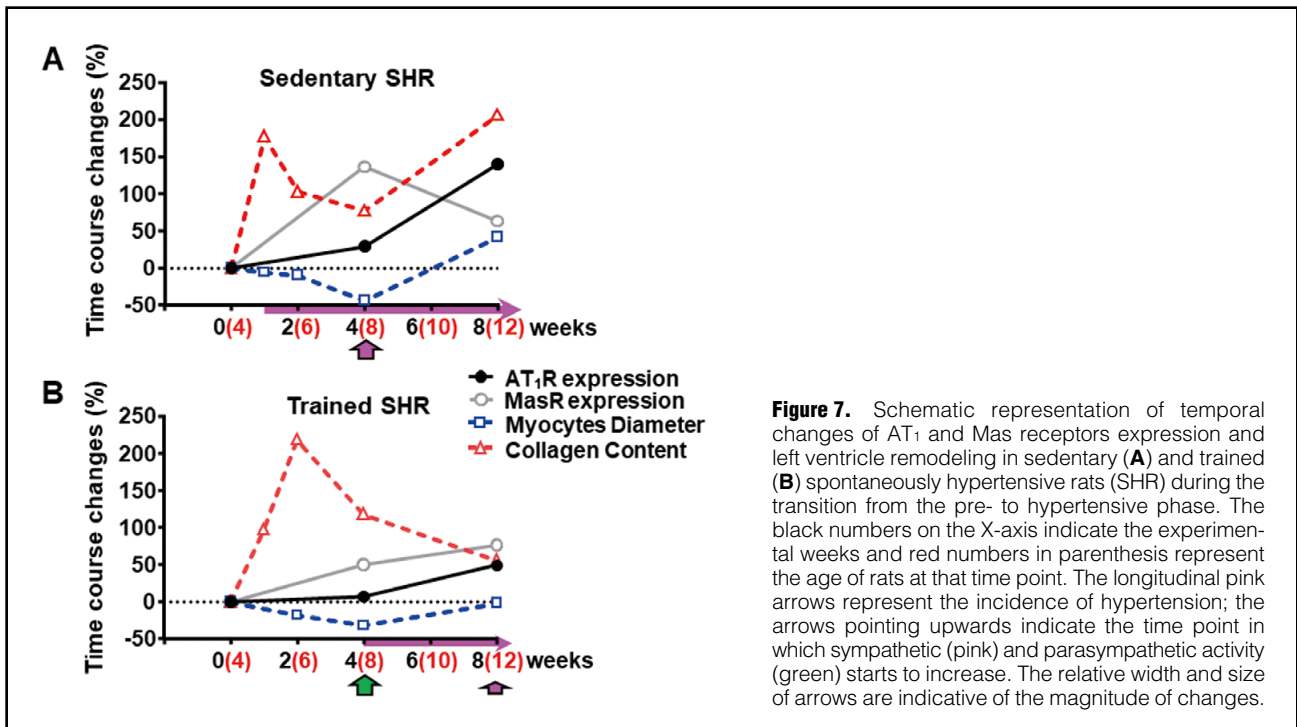 A
Sedentary SHR
Time course changes (%)
250
200
150
100
50
0
-50
0(4) 2(6) 4(8) 6(10) 8(12) weeks
B
Trained SHR
AT₁R expression
MasR expression
Myocytes Diameter
Collagen Content
Time course changes (%)
250
200
150
100
50
0
-50
0(4) 2(6) 4(8) 6(10) 8(12) weeks
Figure 7. Schematic representation of temporal
changes of AT₁ and Mas receptors expression and
left ventricle remodeling in sedentary (A) and trained
(B) spontaneously hypertensive rats (SHR) during the
transition from the pre- to hypertensive phase. The
black numbers on the X-axis indicate the experimen-
tal weeks and red numbers in parenthesis represent
the age of rats at that time point. The longitudinal pink
arrows represent the incidence of hypertension; the
arrows pointing upwards indicate the time point in
which sympathetic (pink) and parasympathetic activity
(green) starts to increase. The relative width and size
of arrows are indicative of the magnitude of changes.